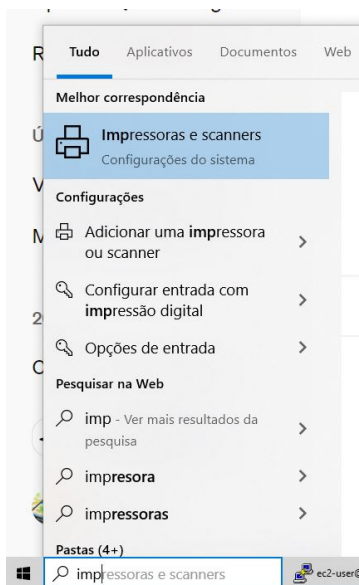 Tudo Aplicativos Documentos Web
Melhor correspondência
Impressoras e scanners
Configurações do sistema
Configurações
Adicionar uma impressora
ou scanner
Configurar entrada com
impressão digital
Opções de entrada
Pesquisar na Web
imp - Ver mais resultados da
pesquisa
impresora
impressoras
Pastas (4+)
impressoras e scanners
ec2-user@